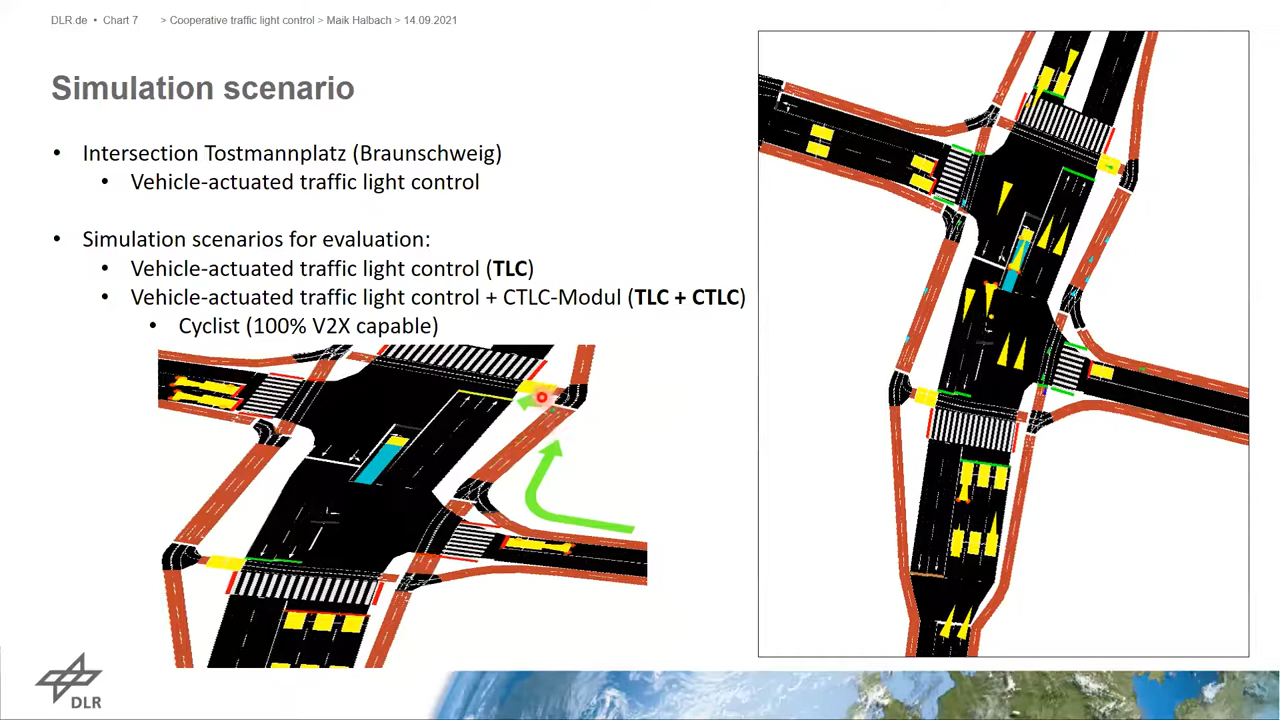 DLR.de • Chart 7 > Cooperative traffic light control > Maik Halbach > 14.09.2021
Simulation scenario
• Intersection Tostmannplatz (Braunschweig)
• Vehicle-actuated traffic light control
• Simulation scenarios for evaluation:
• Vehicle-actuated traffic light control (TLC)
• Vehicle-actuated traffic light control + CTLC-Modul (TLC + CTLC)
• Cyclist (100% V2X capable)
DLR